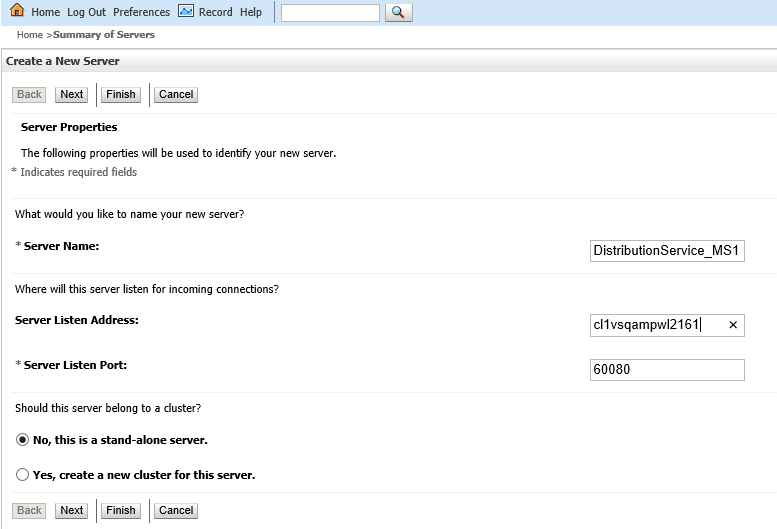 Home Log Out Preferences Record Help
Home >Summary of Servers
Create a New Server
Back Next Finish Cancel
Server Properties
The following properties will be used to identify your new server.
* Indicates required fields
What would you like to name your new server?
* Server Name: DistributionService_MS1
Where will this server listen for incoming connections?
Server Listen Address: cl1vsqampwl2161 ×
* Server Listen Port: 60080
Should this server belong to a cluster?
No, this is a stand-alone server.
Yes, create a new cluster for this server.
Back Next Finish Cancel